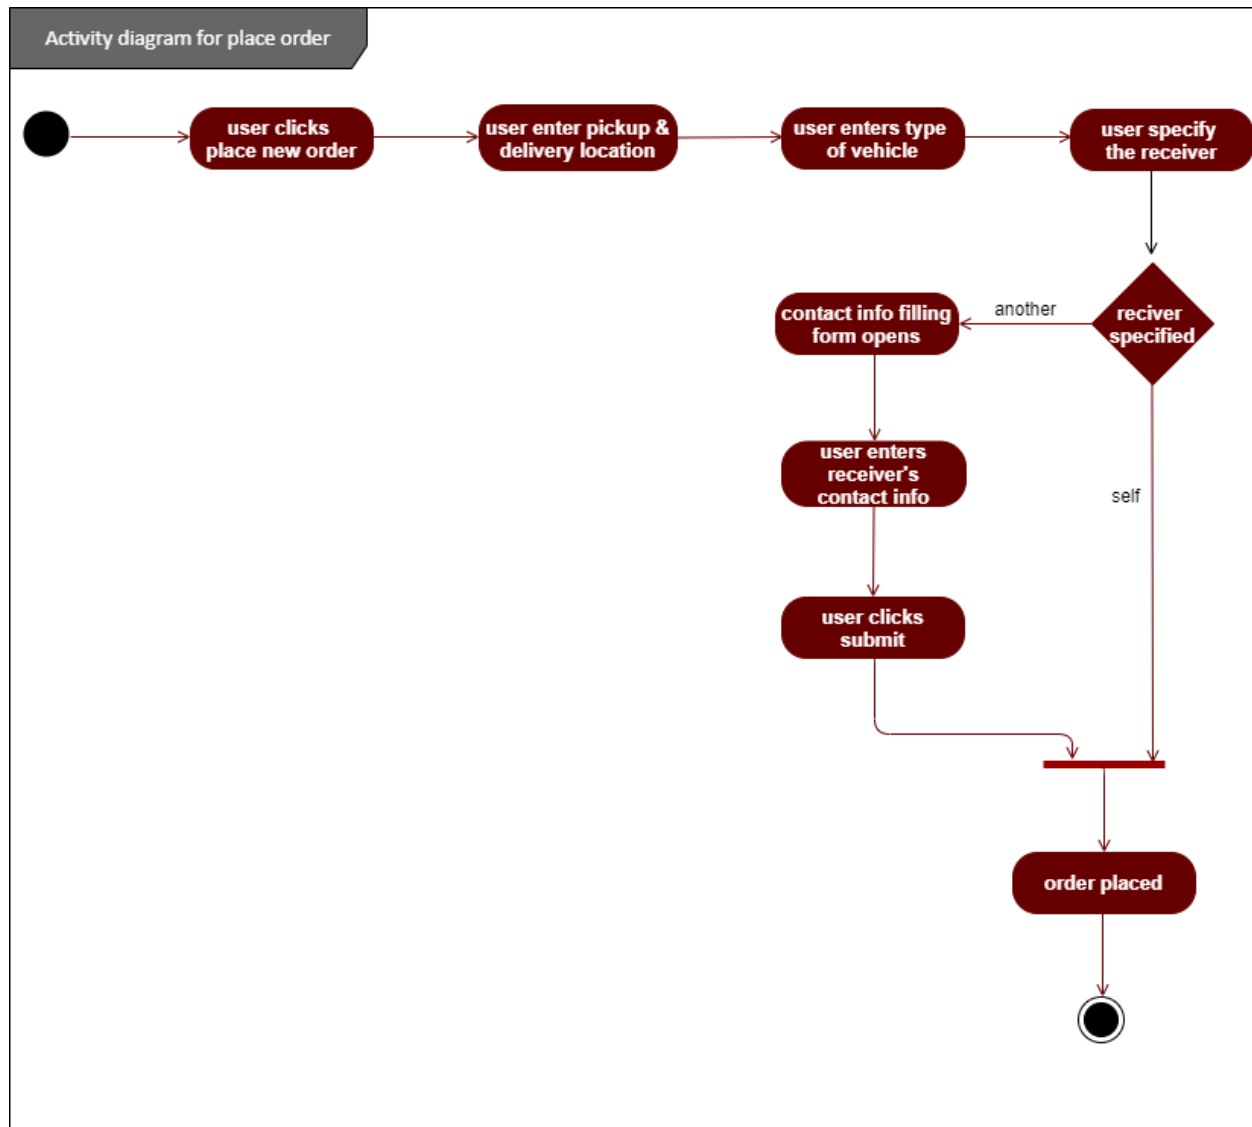 Activity diagram for place order
user clicks
place new order
user enter pickup &
delivery location
user enters type
of vehicle
user specify
the receiver
contact info filling
form opens
another
reciver
specified
user enters
receiver's
contact info
self
user clicks
submit
order placed